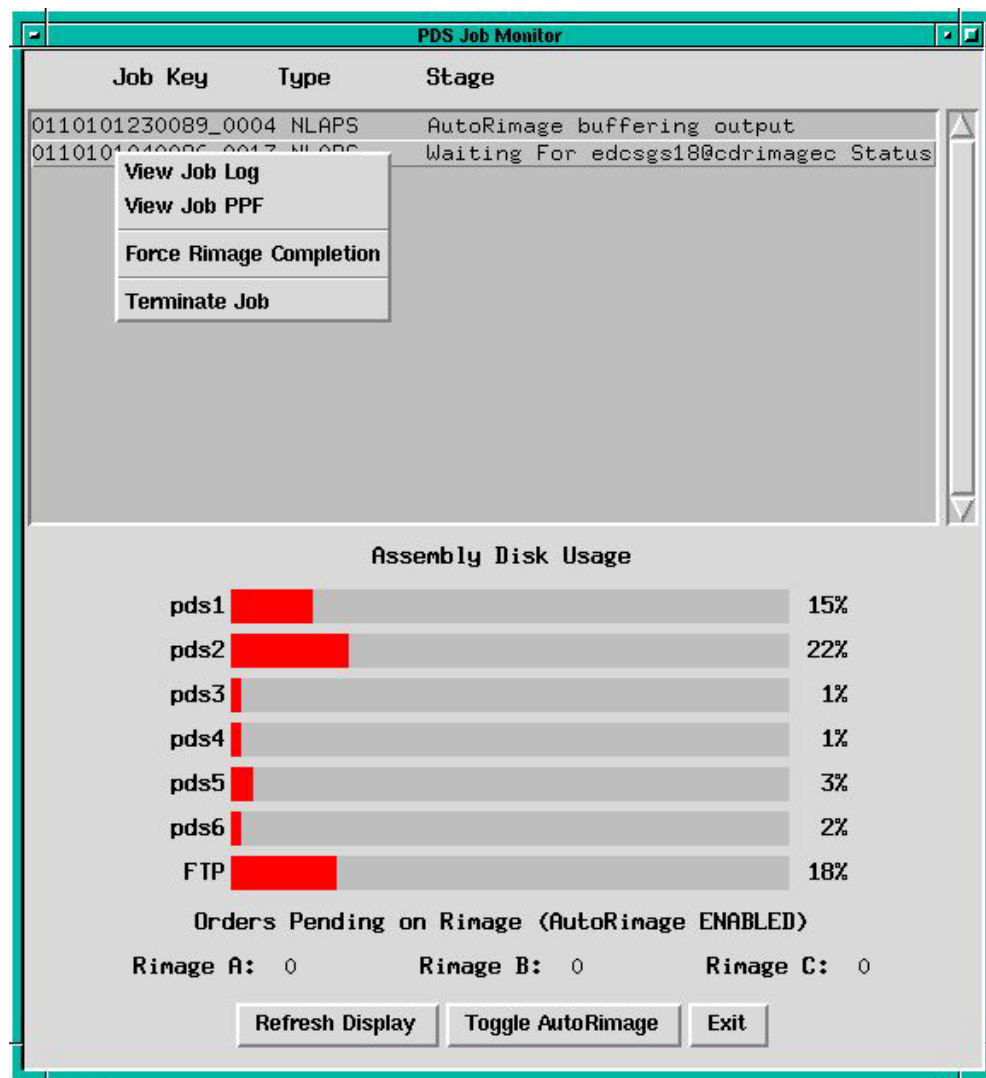 PDS Job Monitor
Job Key Type Stage
0110101230089_0004 NLAPS AutoRimage buffering output
Waiting For edcsgs18@cdrimagec Status
View Job Log
View Job PPF
Force Rimage Completion
Terminate Job
Assembly Disk Usage
pds1 15%
pds2 22%
pds3 1%
pds4 1%
pds5 3%
pds6 2%
FTP 18%
Orders Pending on Rimage (AutoRimage ENABLED)
Rimage A: 0 Rimage B: 0 Rimage C: 0
Refresh Display Toggle AutoRimage Exit